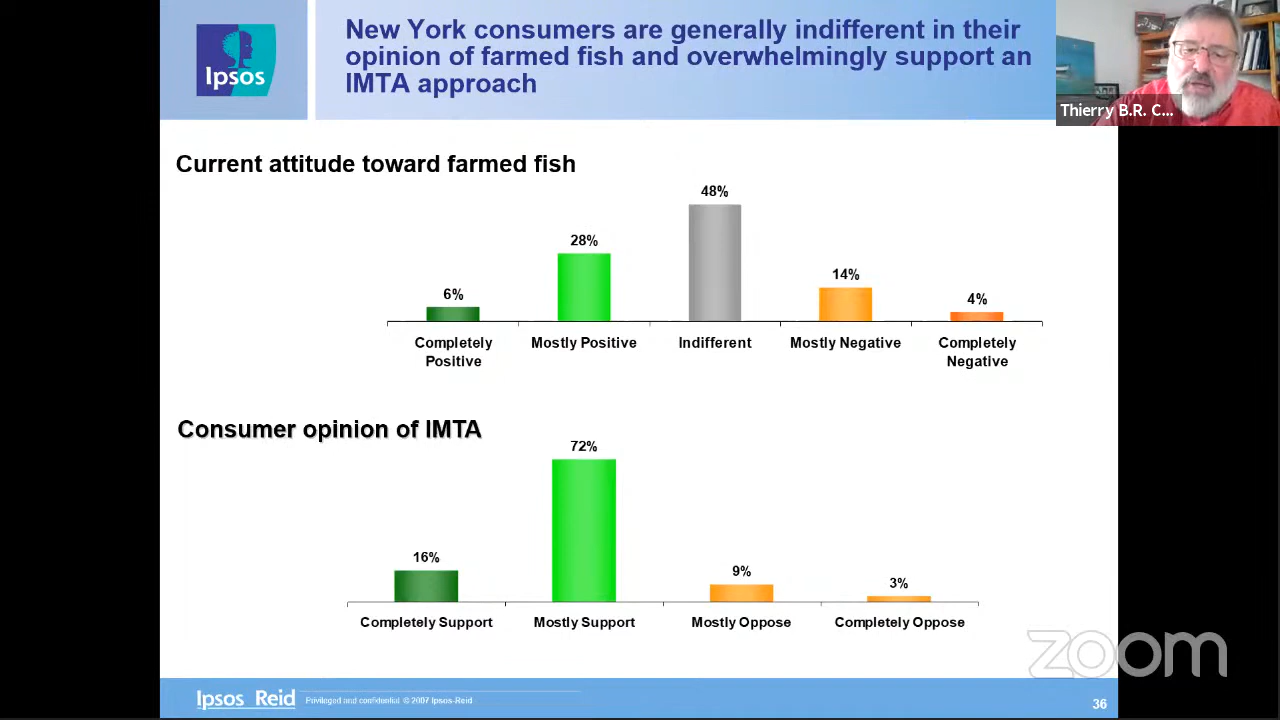 New York consumers are generally indifferent in their
opinion of farmed fish and overwhelmingly support an
IMTA approach
Ipsos
Thierry B.R. C...
Current attitude toward farmed fish
48%
28%
14%
6%
4%
Completely Positive
Mostly Positive
Indifferent
Mostly Negative
Completely Negative
Consumer opinion of IMTA
72%
16%
9%
3%
Completely Support
Mostly Support
Mostly Oppose
Completely Oppose
zoom
Ipsos Reid
Privileged and confidential © 2007 Ipsos-Reid
36